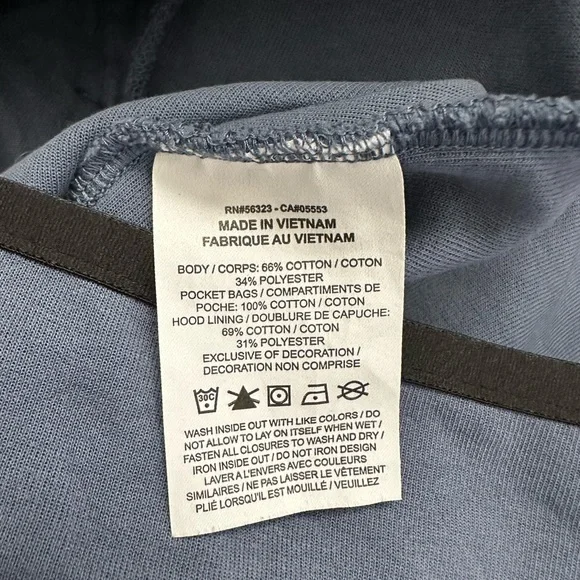 RN#56323 - CA#05553
MADE IN VIETNAM
FABRIQUE AU VIETNAM
BODY / CORPS: 66% COTTON / COTON
34% POLYESTER
POCKET BAGS / COMPARTIMENTS DE
POCHE: 100% COTTON / COTON
HOOD LINING / DOUBLURE DE CAPUCHE:
69% COTTON / COTON
31% POLYESTER
EXCLUSIVE OF DECORATION /
DECORATION NON COMPRISE
30C
WASH INSIDE OUT WITH LIKE COLORS / DO
NOT ALLOW TO LAY ON ITSELF WHEN WET /
FASTEN ALL CLOSURES TO WASH AND DRY /
IRON INSIDE OUT / DO NOT IRON DESIGN
LAVER A L'ENVERS AVEC COULEURS
SIMILAIRES / NE PAS LAISSER LE VÊTEMENT
PLIÉ LORSQU'IL EST MOUILLÉ / VEUILLEZ